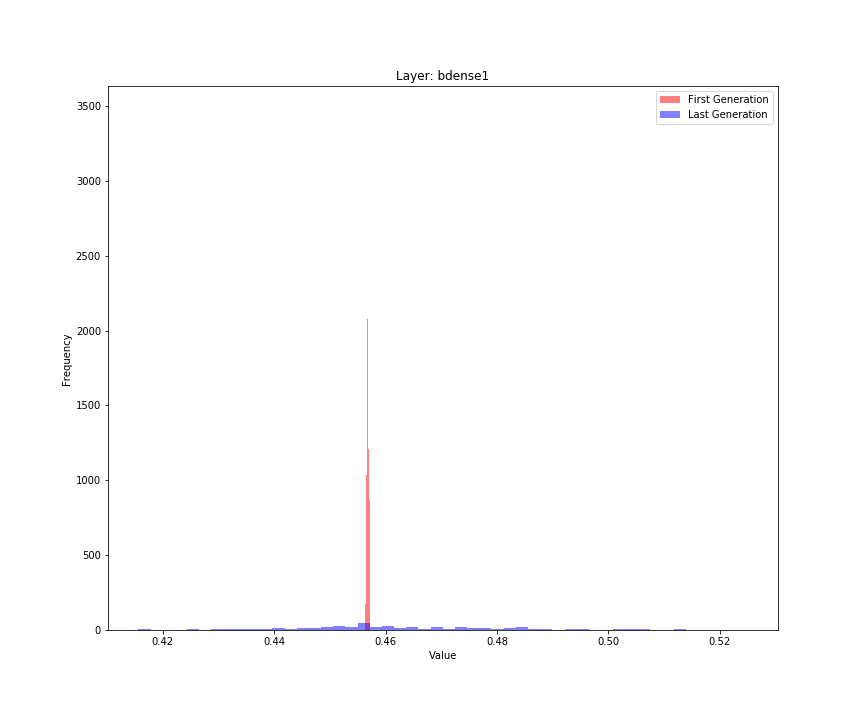 Layer: bdense1
First Generation
Last Generation
3500
3000
2500
2000
1500
1000
500
0
Frequency
0.42
0.44
0.46
0.48
0.50
0.52
Value